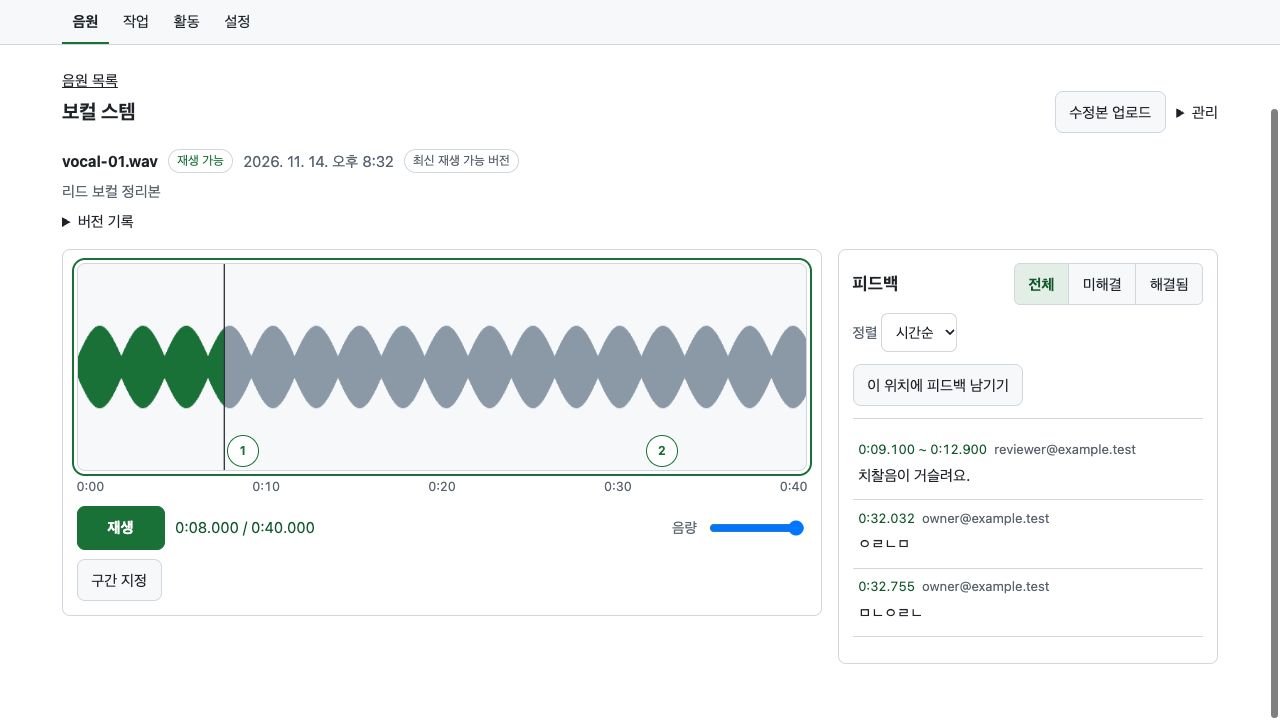 음원 작업 활동 설정
음원 목록
보컬 스템
수정본 업로드 ▶ 관리
vocal-01.wav 재생 가능 2026. 11. 14. 오후 8:32 최신 재생 가능 버전
리드 보컬 정리본
▶ 버전 기록
1 2
0:00 0:10 0:20 0:30 0:40
재생 0:08.000 / 0:40.000 음량
구간 지정
피드백 전체 미해결 해결됨
정렬 시간순
이 위치에 피드백 남기기
0:09.100 ~ 0:12.900 reviewer@example.test
치찰음이 거슬려요.
0:32.032 owner@example.test
ㅇㄹㄴㅁ
0:32.755 owner@example.test
ㅁㄴㅇㄹㄴ